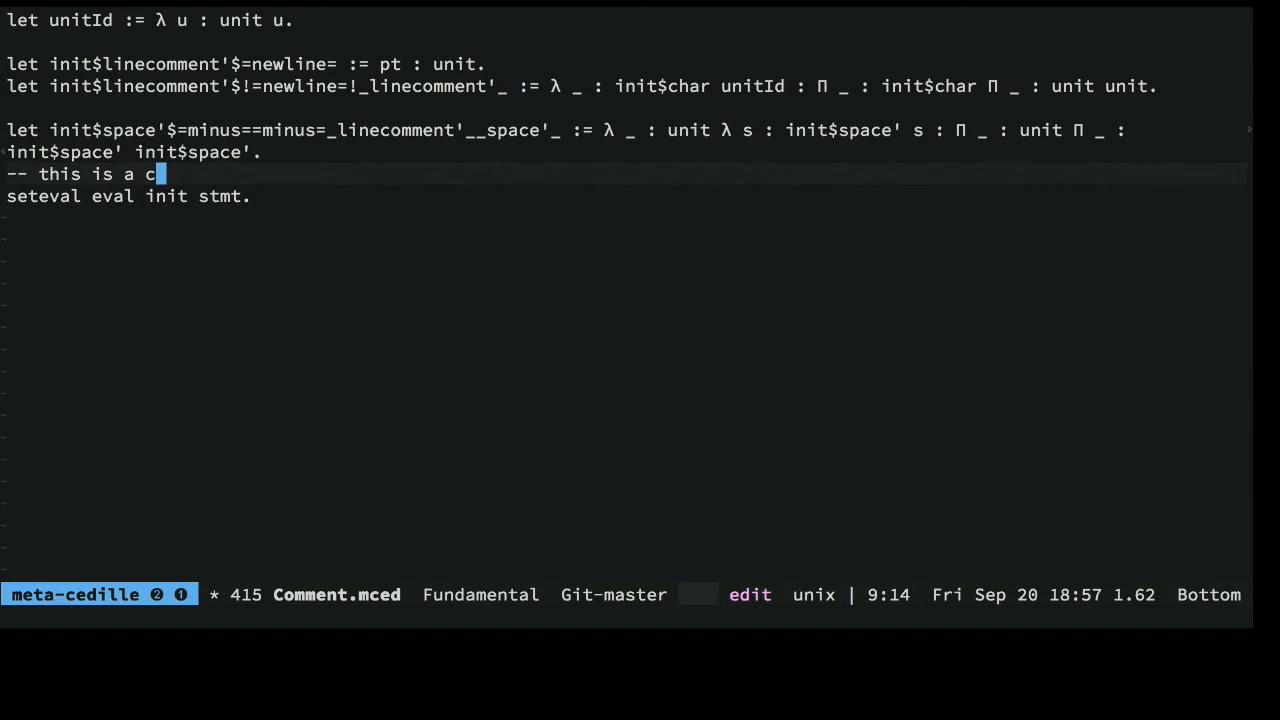 let unitId := λ u : unit u.
let init$linecomment'$=newline= := pt : unit.
let init$linecomment'$!=newline=!_linecomment'_ := λ _ : init$char unitId : Π _ : init$char Π _ : unit unit.
let init$space'$=minus==minus=_linecomment'__space'_ := λ _ : unit λ s : init$space' s : Π _ : unit Π _ :
init$space' init$space'.
-- this is a c
seteval eval init stmt.
meta-cedille ❷ ❶ * 415 Comment.mced Fundamental Git-master edit unix | 9:14 Fri Sep 20 18:57 1.62 Bottom